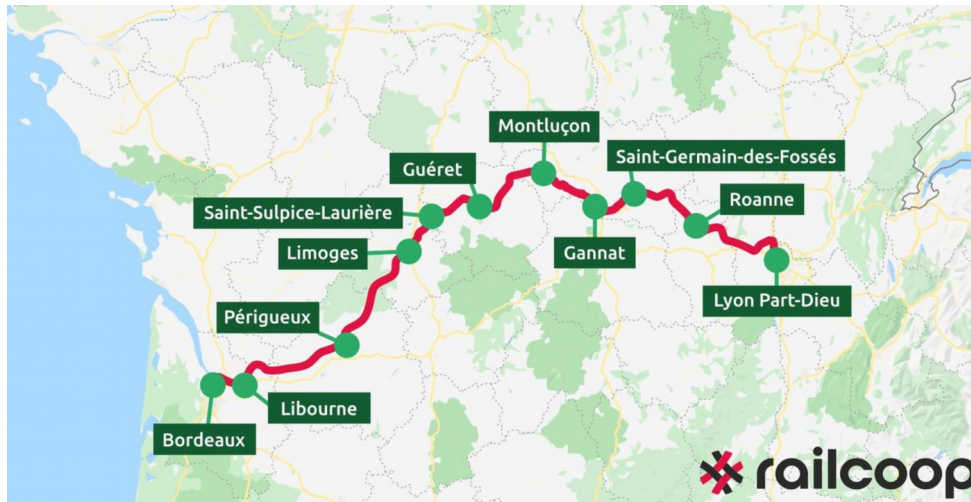 Montluçon
Saint-Germain-des-Fossés
Guéret
Roanne
Saint-Sulpice-Laurière
Limoges
Gannat
Lyon Part-Dieu
Périgueux
Libourne
Bordeaux
railcoop